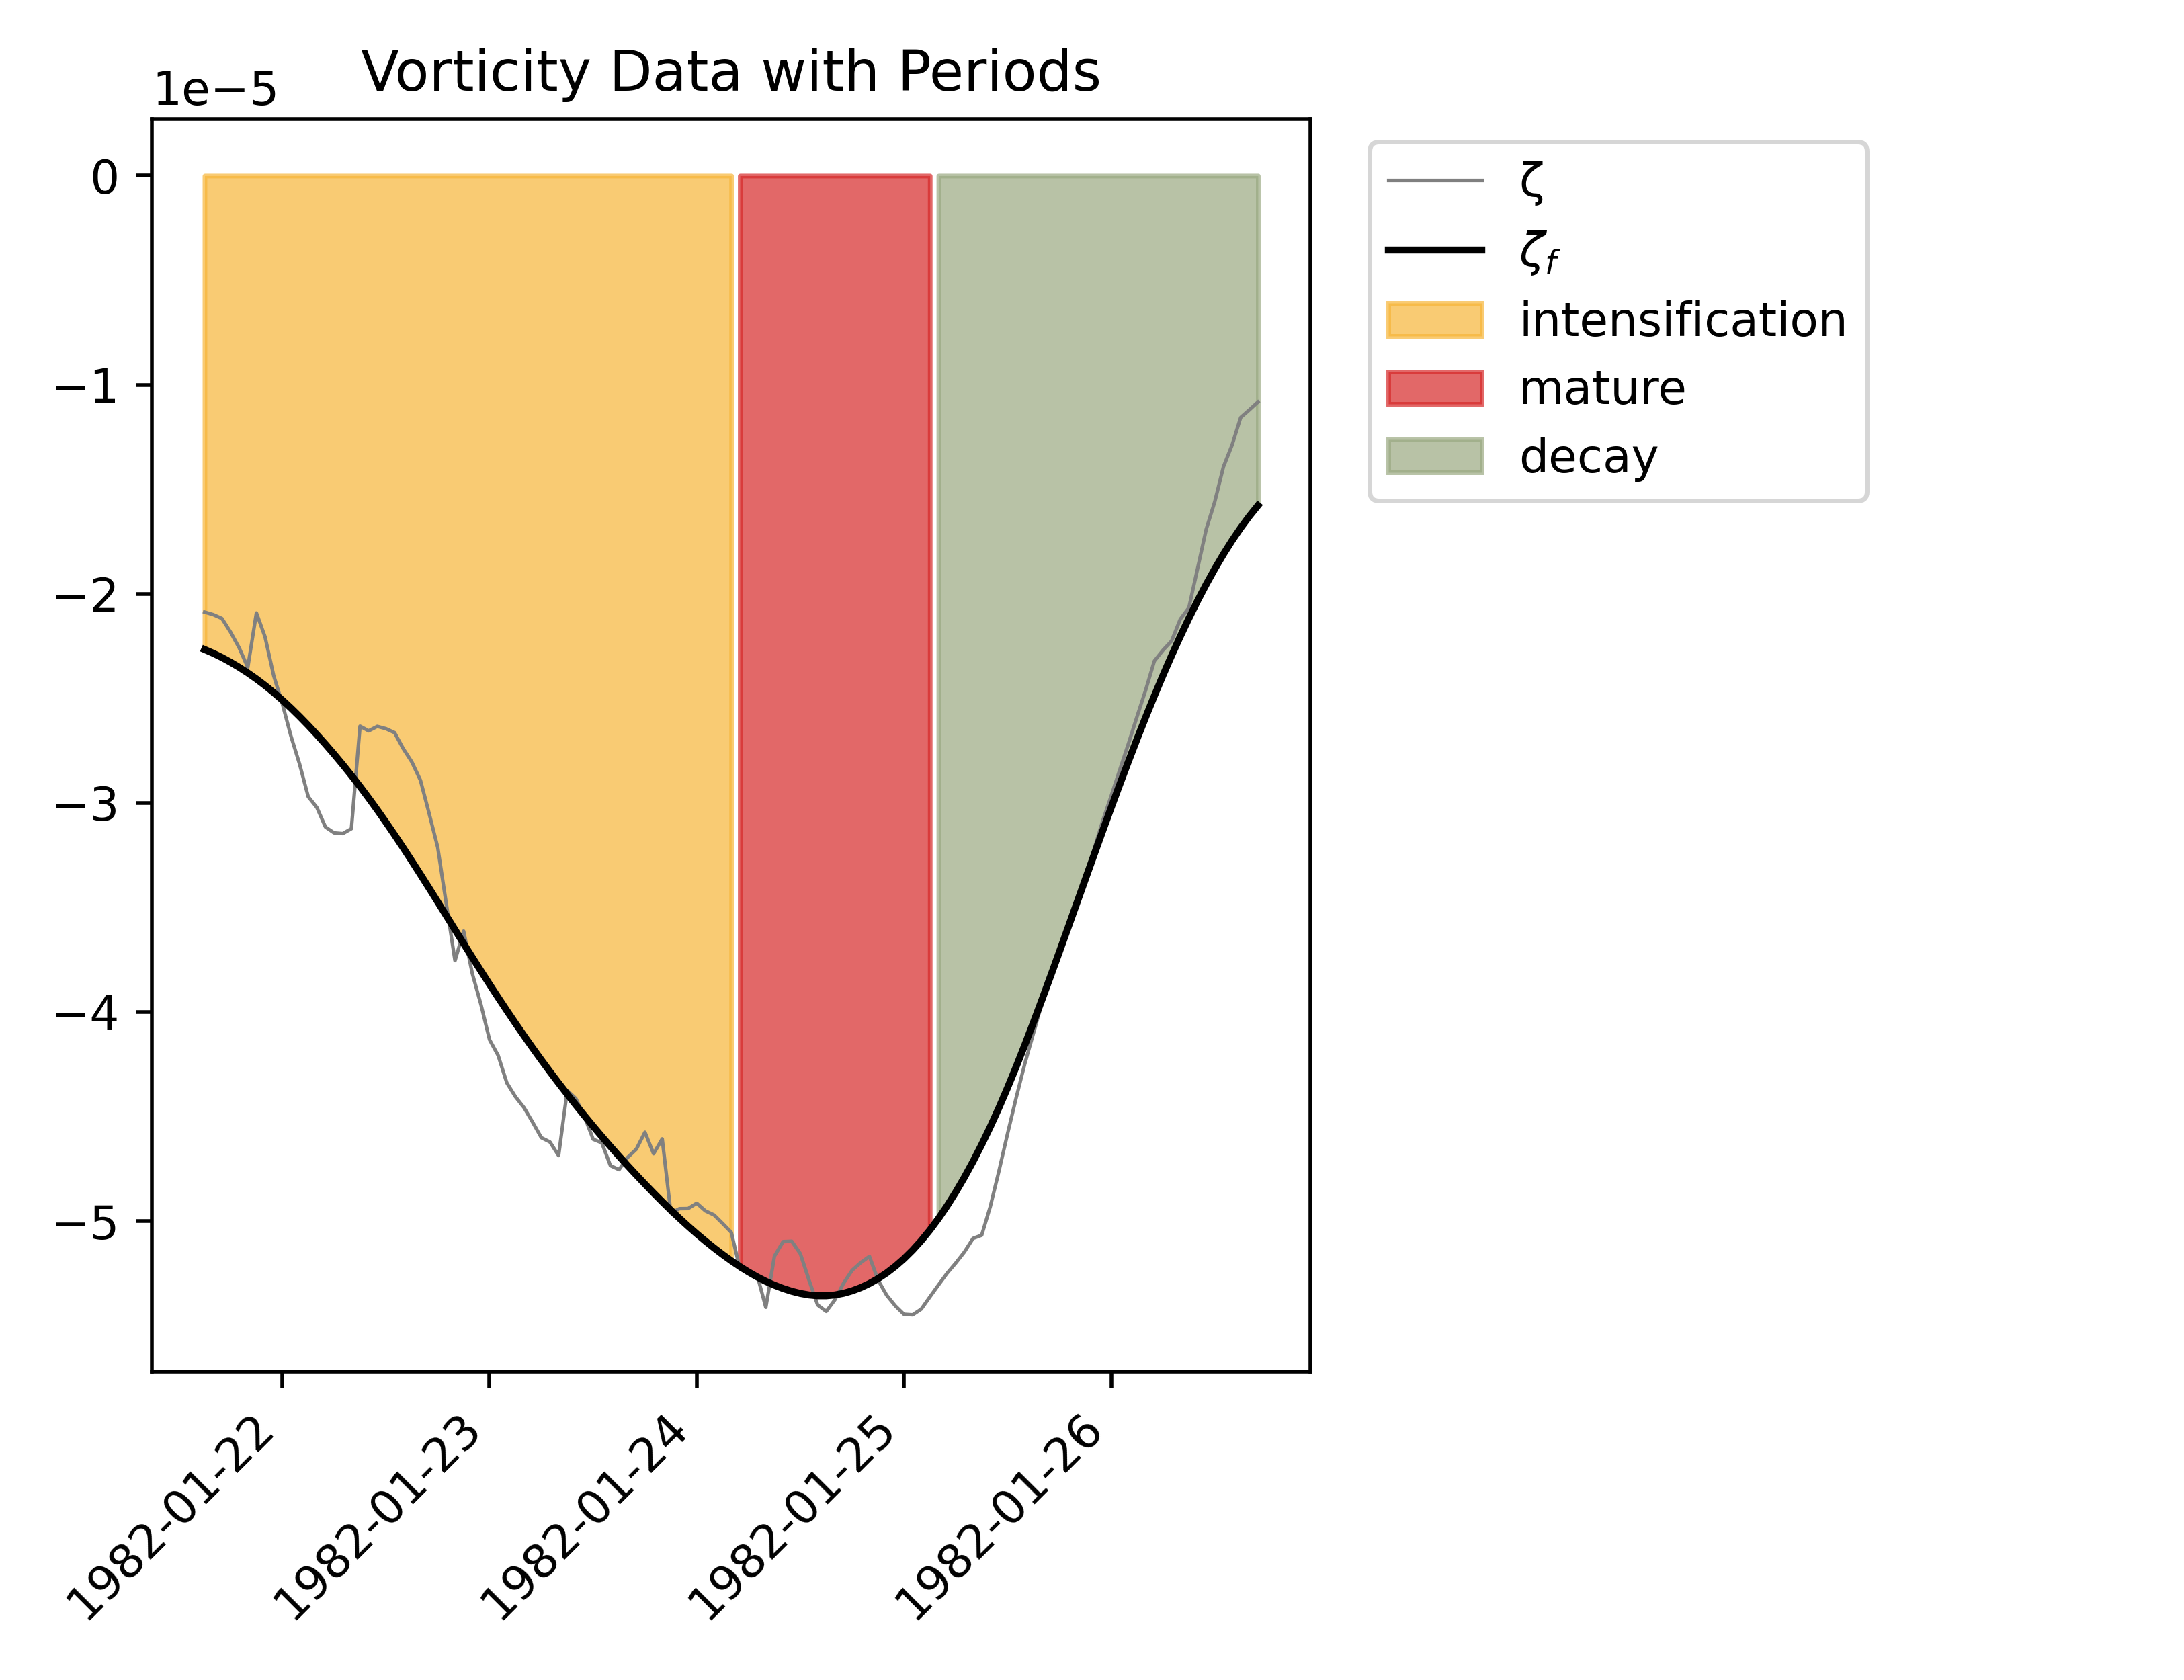 Vorticity Data with Periods
1e−5
0
−1
−2
−3
−4
−5
1982-01-22
1982-01-23
1982-01-24
1982-01-25
1982-01-26
ζ
ζf
intensification
mature
decay